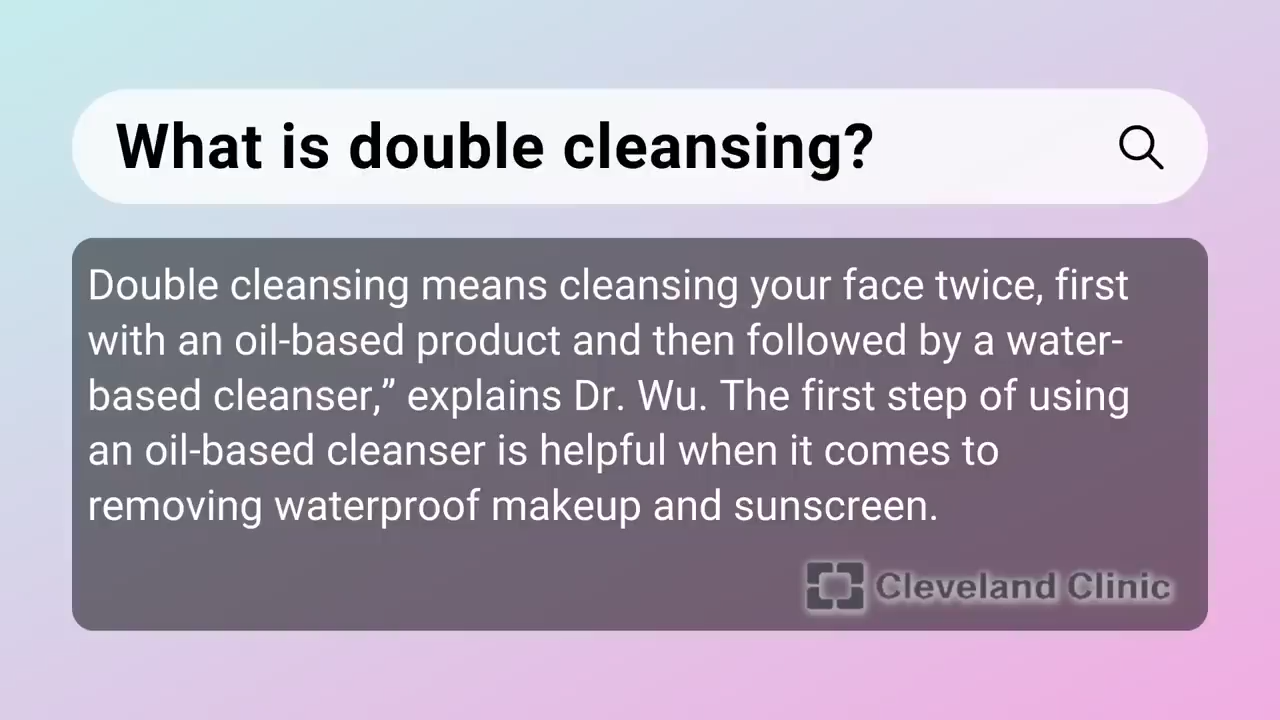 What is double cleansing?
Double cleansing means cleansing your face twice, first
with an oil-based product and then followed by a water-
based cleanser,” explains Dr. Wu. The first step of using
an oil-based cleanser is helpful when it comes to
removing waterproof makeup and sunscreen.
Cleveland Clinic